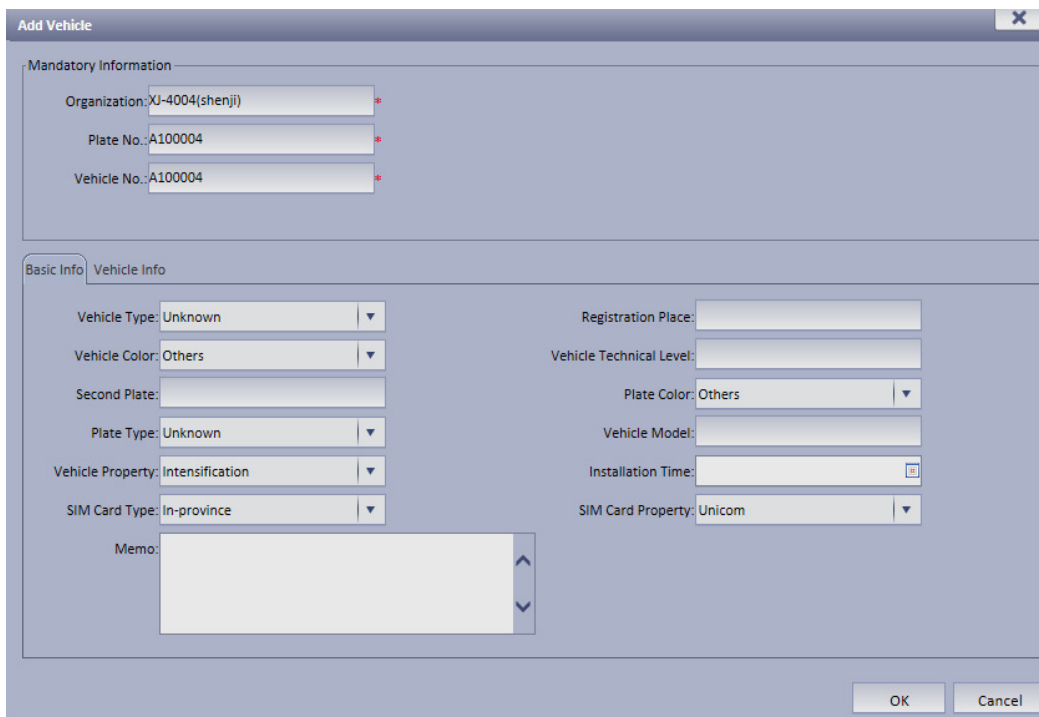 Add Vehicle
Mandatory Information
Organization: XJ-4004(shenji) *
Plate No.: A100004 *
Vehicle No.: A100004 *
Basic Info Vehicle Info
Vehicle Type: Unknown Registration Place:
Vehicle Color: Others Vehicle Technical Level:
Second Plate: Plate Color: Others
Plate Type: Unknown Vehicle Model:
Vehicle Property: Intensification Installation Time:
SIM Card Type: In-province SIM Card Property: Unicom
Memo:
OK Cancel